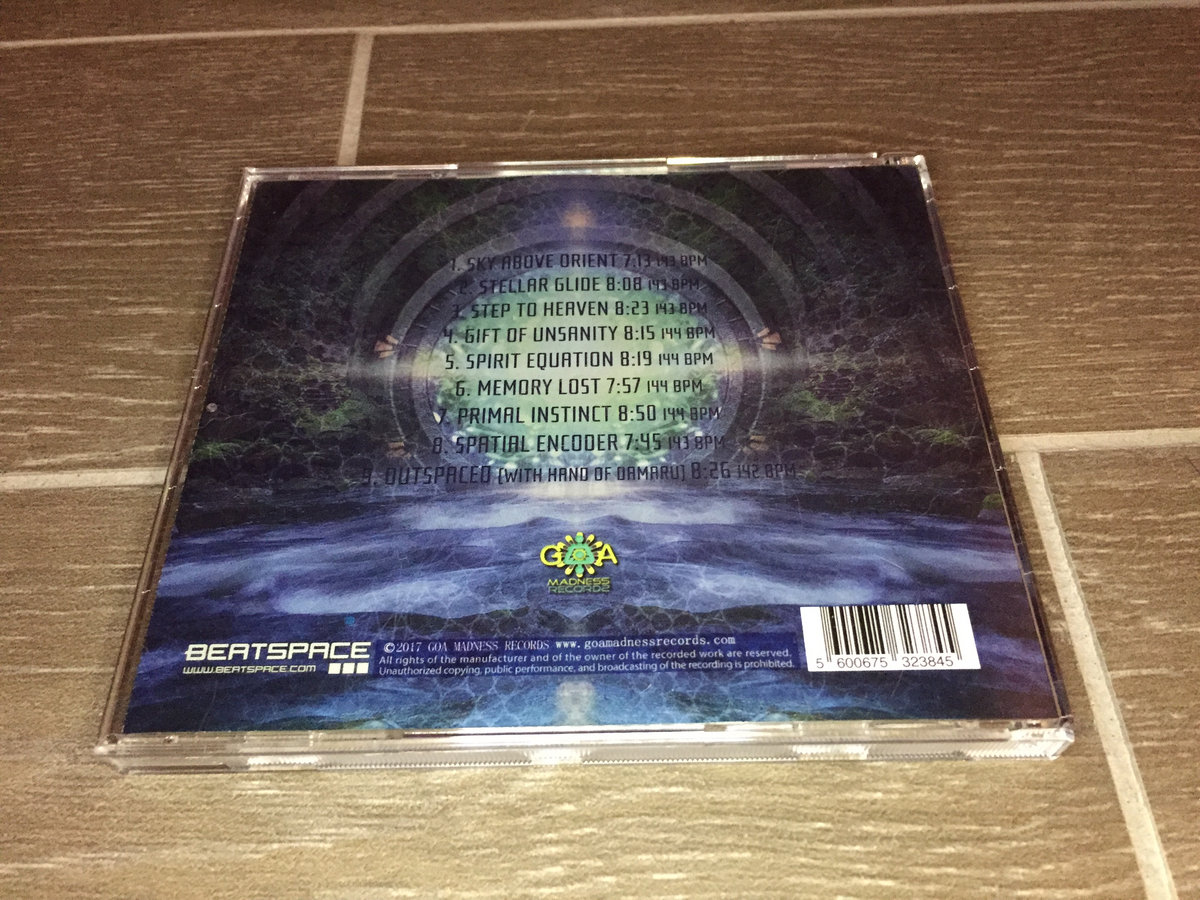 1. SKY ABOVE ORIENT 7:13 143 BPM
2. STELLAR GLIDE 8:08 143 BPM
3. STEP TO HEAVEN 8:23 143 BPM
4. GIFT OF UNSANITY 8:15 144 BPM
5. SPIRIT EQUATION 8:19 144 BPM
6. MEMORY LOST 7:57 144 BPM
7. PRIMAL INSTINCT 8:50 144 BPM
8. SPATIAL ENCODER 7:45 143 BPM
9. OUTSPACED (WITH HAND OF DAMARU) 8:26 142 BPM
GOA
MADNESS
RECORDS
BEATSPACE
WWW.BEATSPACE.COM
©2017 GOA MADNESS RECORDS www.goamadnessrecords.com
All rights of the manufacturer and of the owner of the recorded work are reserved.
Unauthorized copying, public performance, and broadcasting of the recording is prohibited.
5 600675 323845